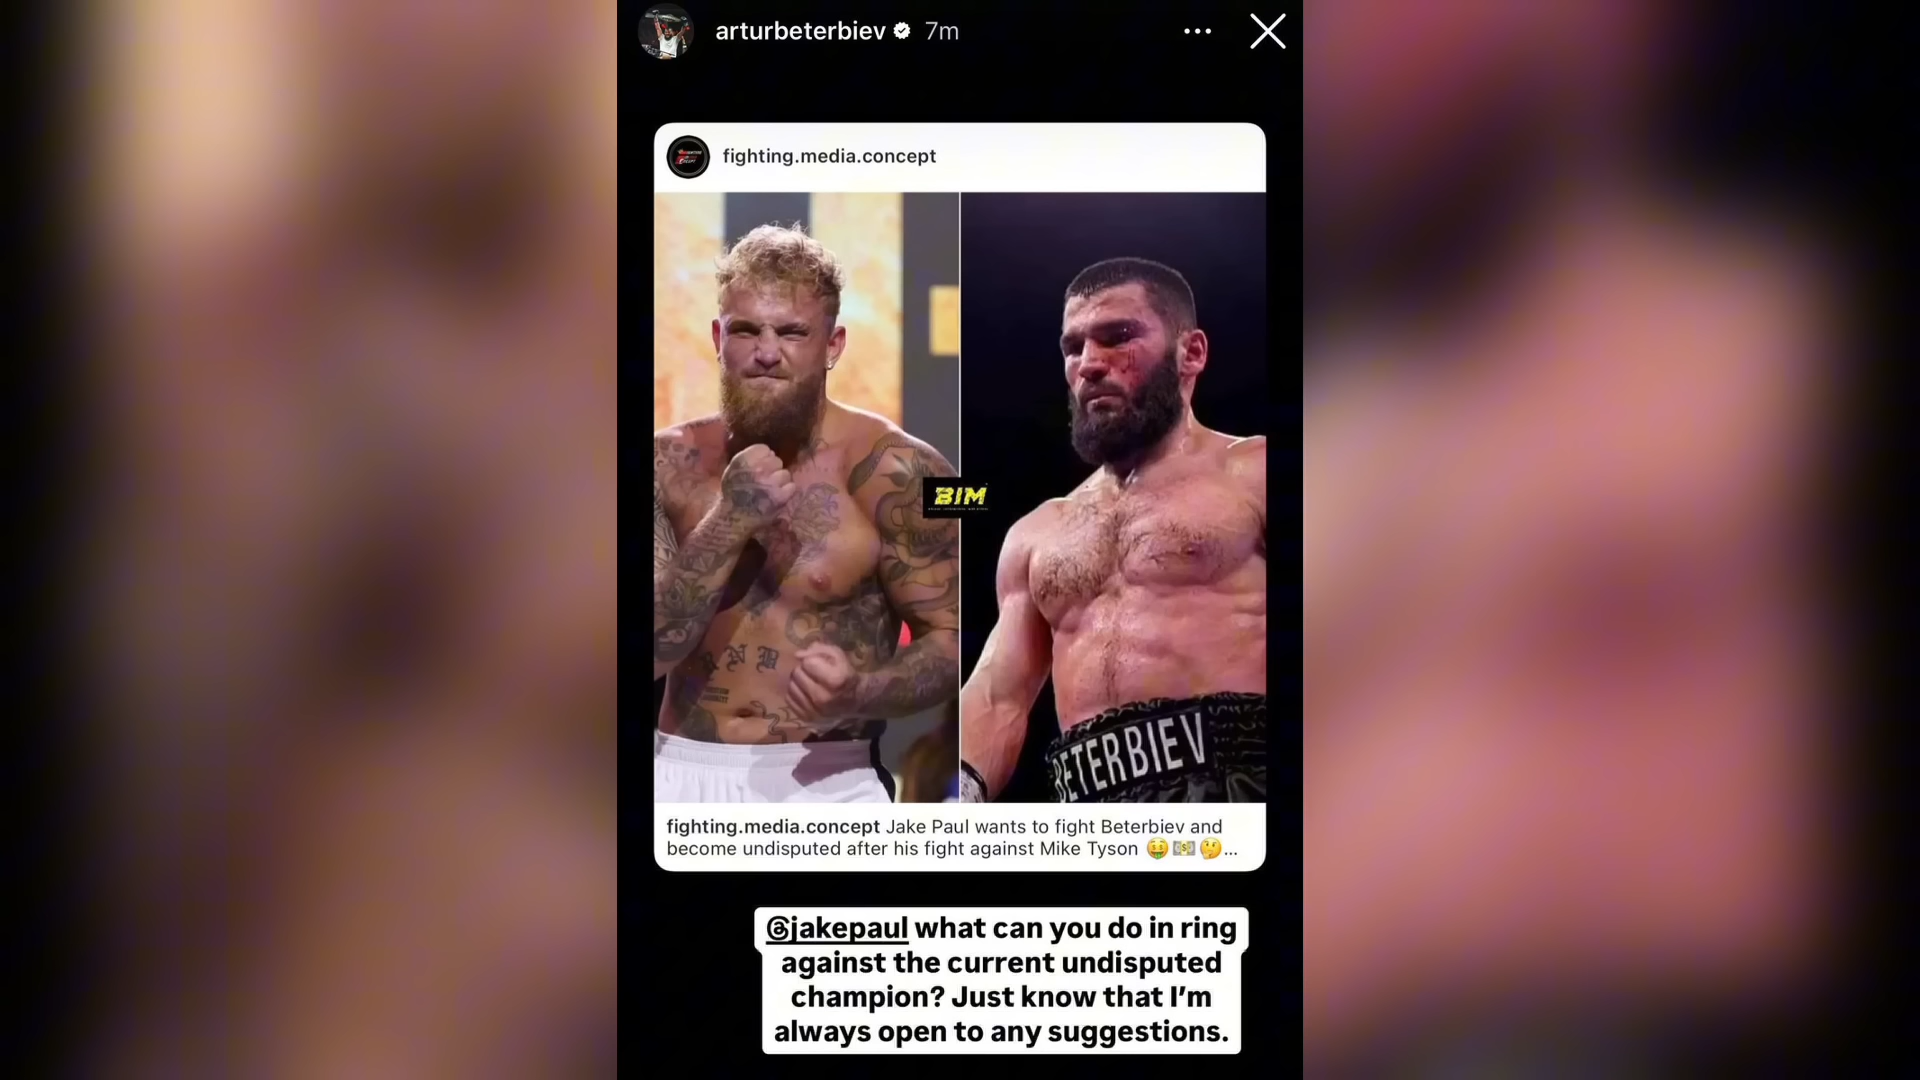 arturbeterbiev 7m
fighting.media.concept
BIM
BETERBIEV
fighting.media.concept Jake Paul wants to fight Beterbiev and
become undisputed after his fight against Mike Tyson 🤑 💵 🤔...
@jakepaul what can you do in ring
against the current undisputed
champion? Just know that I’m
always open to any suggestions.